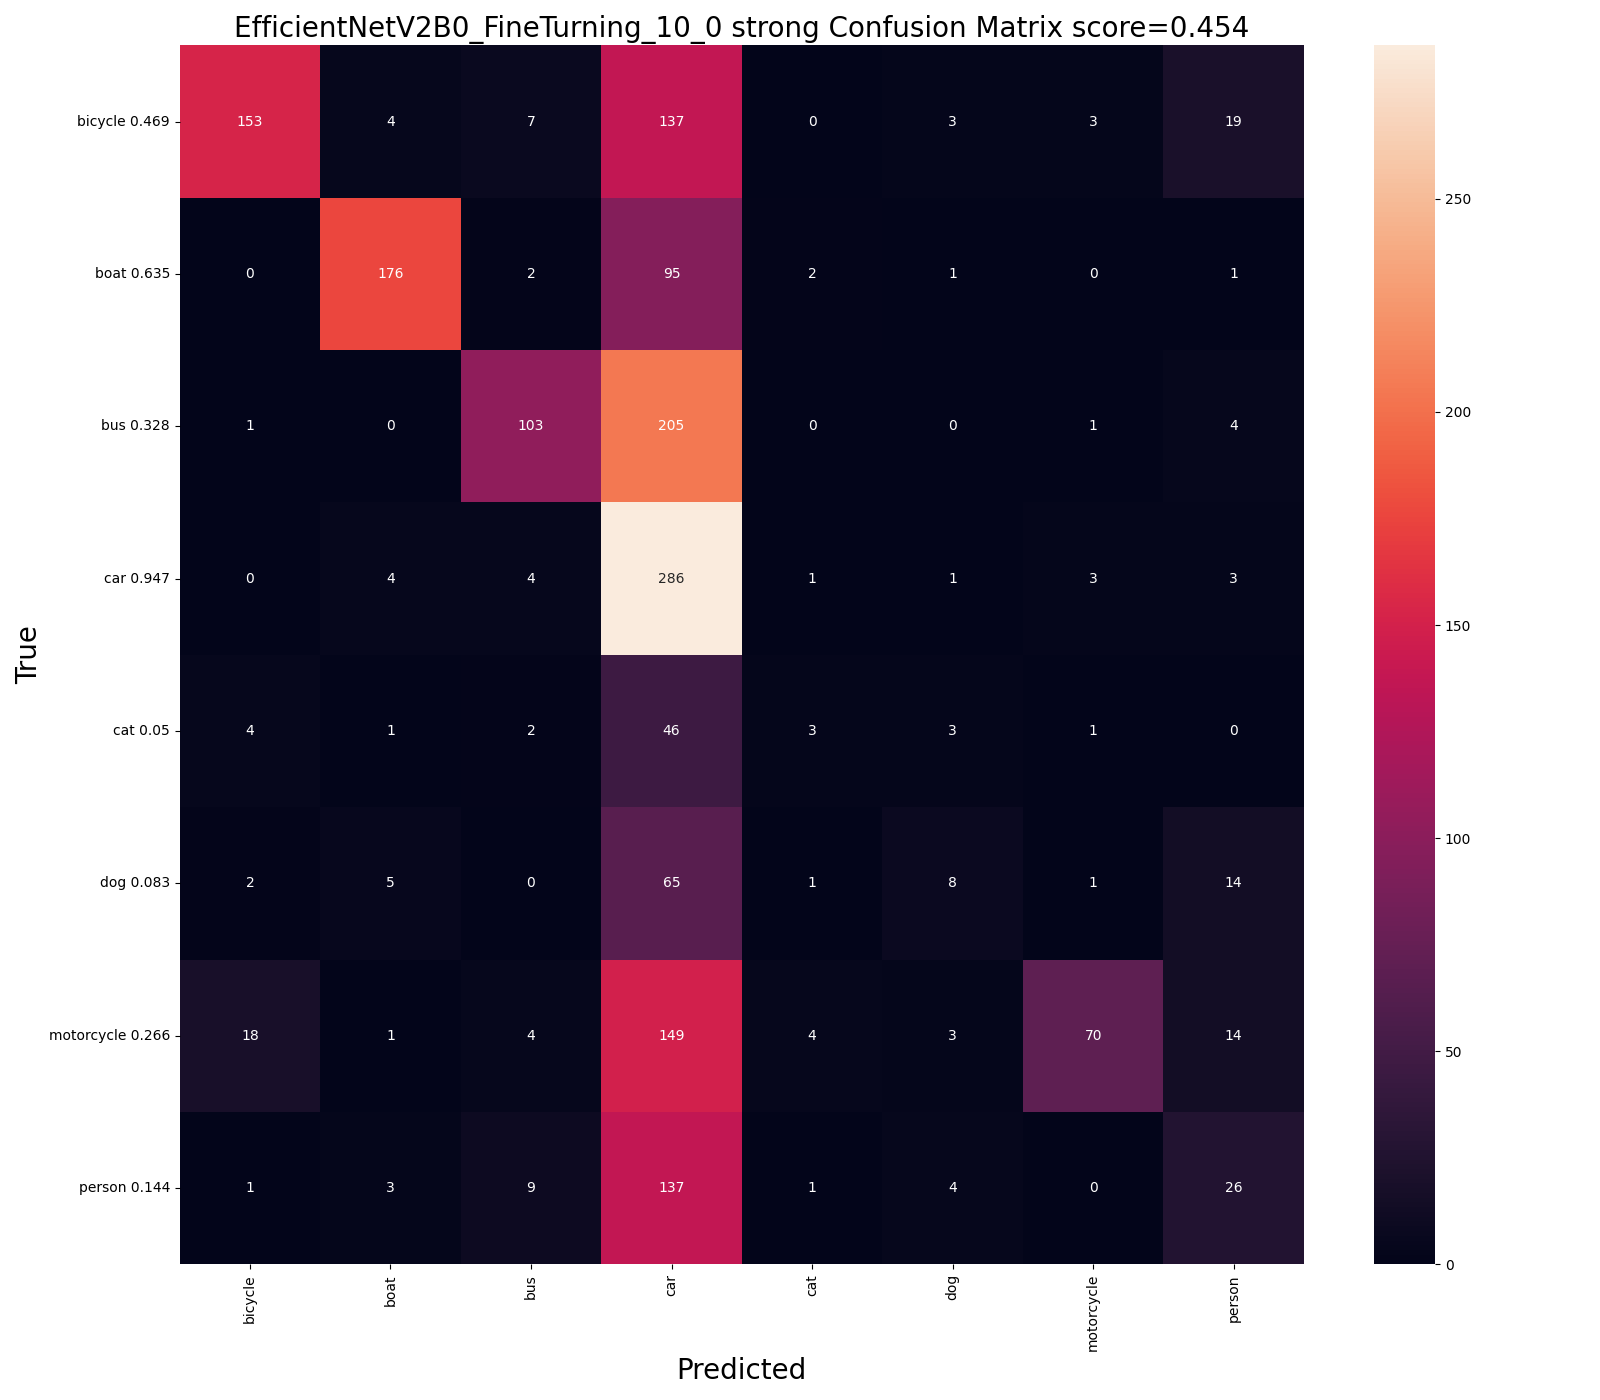 EfficientNetV2B0_FineTurning_10_0 strong Confusion Matrix score=0.454
bicycle 0.469 153 4 7 137 0 3 3 19
boat 0.635 0 176 2 95 2 1 0 1
bus 0.328 1 0 103 205 0 0 1 4
car 0.947 0 4 4 286 1 1 3 3
cat 0.05 4 1 2 46 3 3 1 0
dog 0.083 2 5 0 65 1 8 1 14
motorcycle 0.266 18 1 4 149 4 3 70 14
person 0.144 1 3 9 137 1 4 0 26
True
bicycle boat bus car cat dog motorcycle person
Predicted
250
200
150
100
50
0